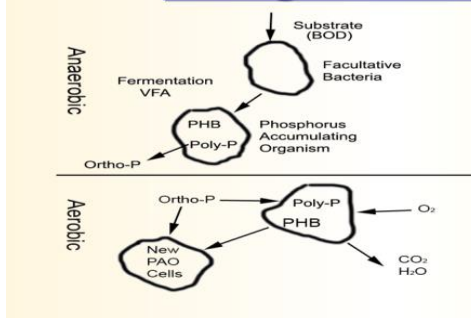 Anaerobic
Substrate
(BOD)
Facultative
Bacteria
Fermentation
VFA
PHB
Poly-P
Phosphorus
Accumulating
Organism
Ortho-P
Aerobic
Ortho-P
Poly-P
PHB
O₂
New
PAO
Cells
CO₂
H₂O